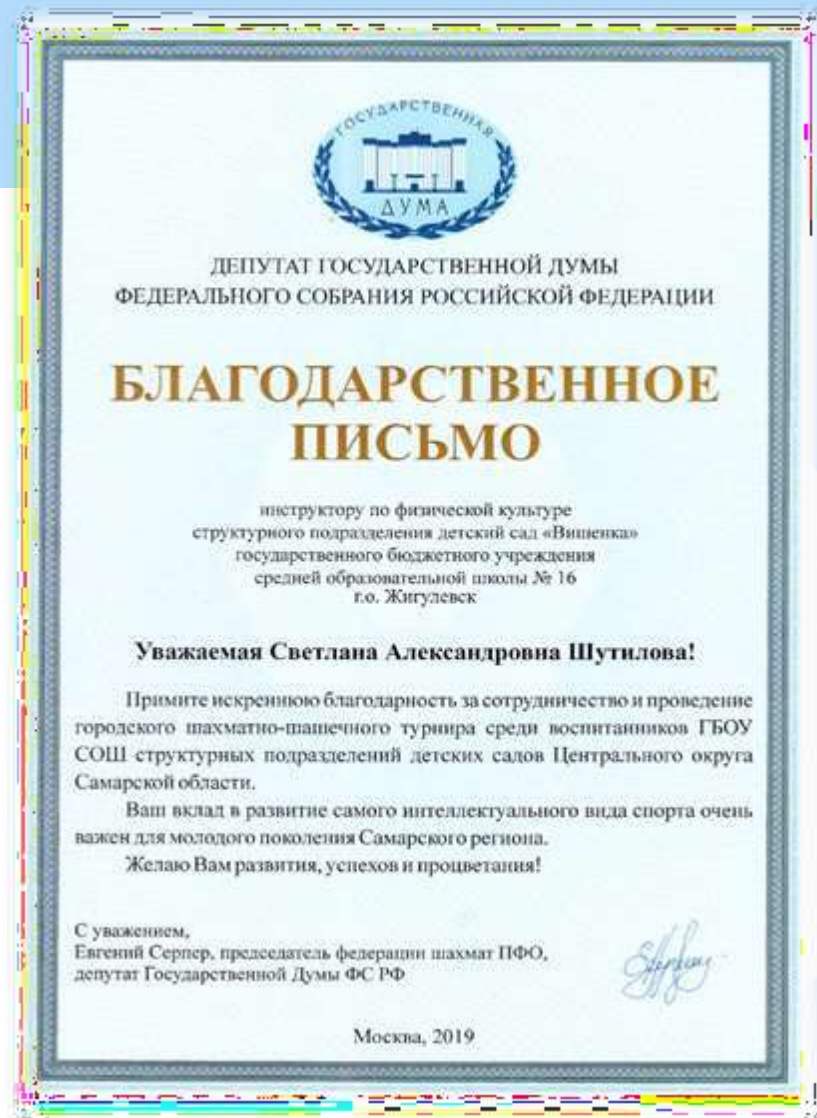 ГОСУДАРСТВЕННАЯ
ДУМА
ДЕПУТАТ ГОСУДАРСТВЕННОЙ ДУМЫ
ФЕДЕРАЛЬНОГО СОБРАНИЯ РОССИЙСКОЙ ФЕДЕРАЦИИ
БЛАГОДАРСТВЕННОЕ
ПИСЬМО
инструктору по физической культуре
структурного подразделения детский сад «Вишенка»
государственного бюджетного учреждения
средней образовательной школы № 16
г.о. Жигулевск
Уважаемая Светлана Александровна Шутилова!
Примите искреннюю благодарность за сотрудничество и проведение
городского шахматно-шашечного турнира среди воспитанников ГБОУ
СОШ структурных подразделений детских садов Центрального округа
Самарской области.
Ваш вклад в развитие самого интеллектуального вида спорта очень
важен для молодого поколения Самарского региона.
Желаю Вам развития, успехов и процветания!
С уважением,
Евгений Серпер, председатель федерации шахмат ПФО,
депутат Государственной Думы ФС РФ
Москва, 2019